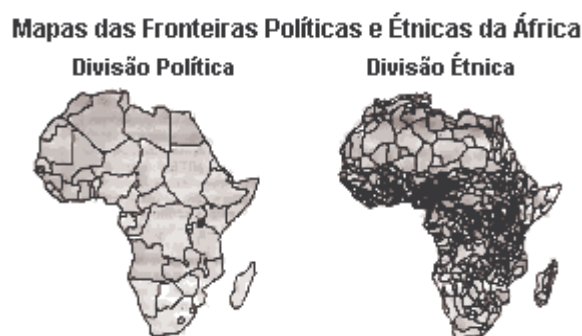 Mapas das Fronteiras Políticas e Étnicas da África
Divisão Política
Divisão Étnica